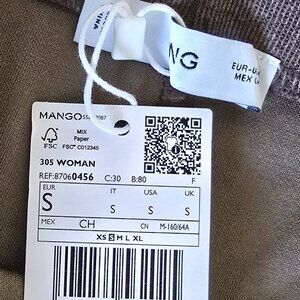 NG
EUR-
MEX
MANGO
MIX
Paper
FSC FSC® C012345
305 WOMAN
REF:87060456 C:30 B:80 F
EUR IT USA UK
S S S S
MEX CH CN M-160/64A
XS S M L XL